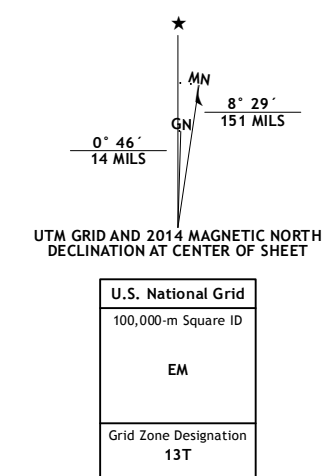 ★
MN
GN
8° 29´
151 MILS
0° 46´
14 MILS
UTM GRID AND 2014 MAGNETIC NORTH
DECLINATION AT CENTER OF SHEET
U.S. National Grid
100,000-m Square ID
EM
Grid Zone Designation
13T